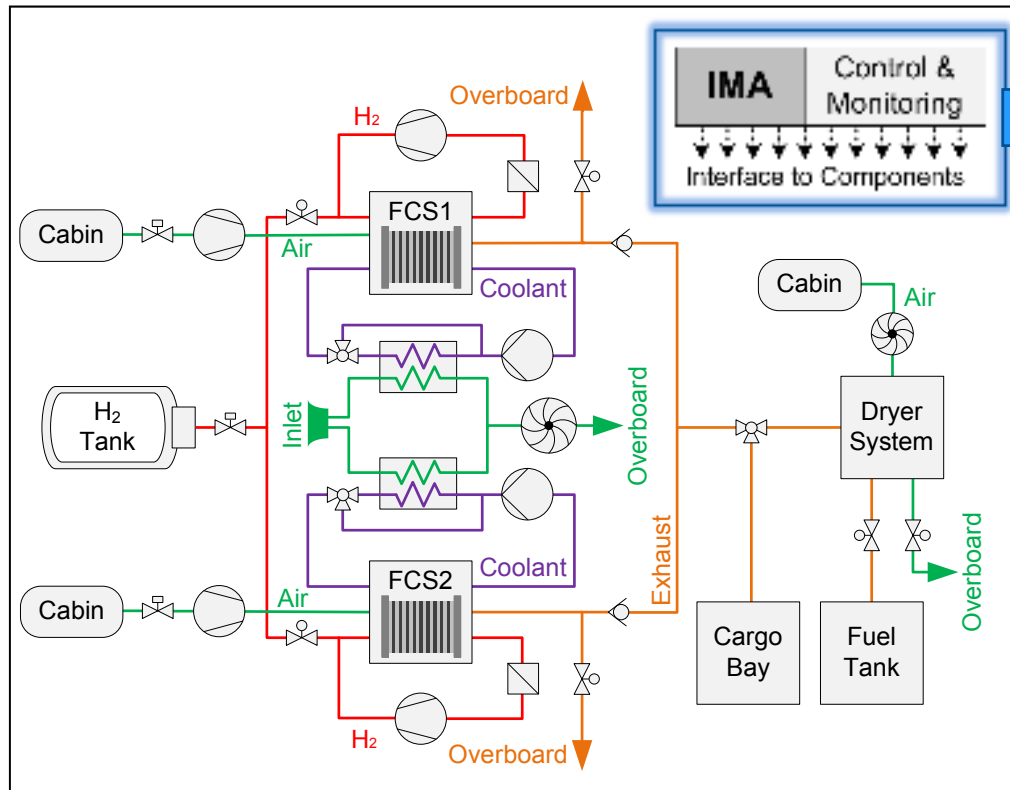 IMA
Control &
Monitoring
Interface to Components
Overboard
H₂
FCS1
Cabin
Air
Coolant
Cabin
Air
H₂
Tank
Inlet
Overboard
Dryer
System
Exhaust
Overboard
Coolant
FCS2
Cabin
Air
Cargo
Bay
Fuel
Tank
H₂
Overboard